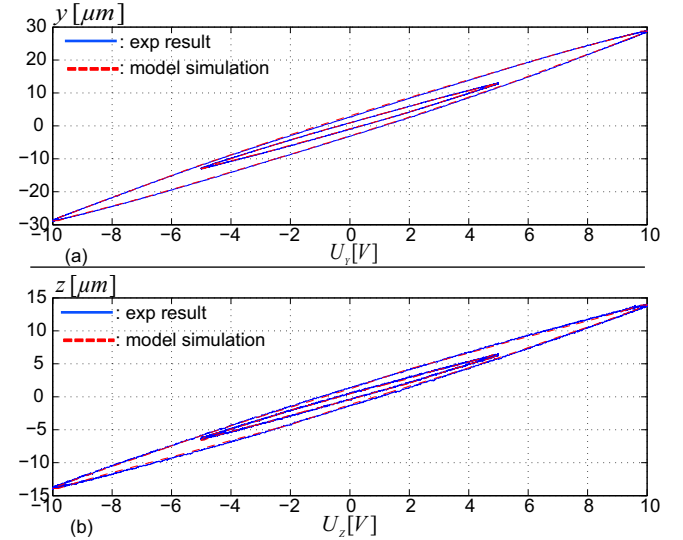 y [μm]
30
20
10
0
−10
−20
−30
: exp result
: model simulation
−10 −8 −6 −4 −2 0 2 4 6 8 10
(a)
U_Y[V]
z [μm]
15
10
5
0
−5
−10
−15
: exp result
: model simulation
−10 −8 −6 −4 −2 0 2 4 6 8 10
(b)
U_Z[V]